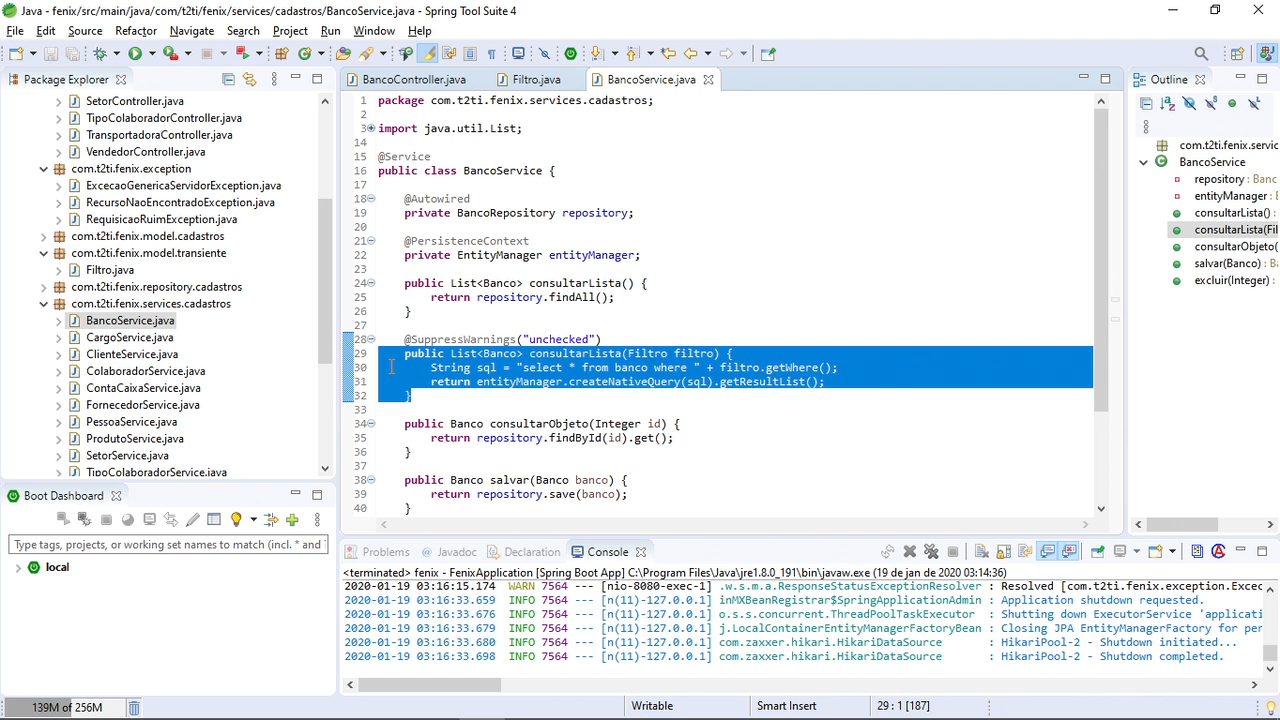 Java - fenix/src/main/java/com/t2ti/fenix/services/cadastros/BancoService.java - Spring Tool Suite 4
File Edit Source Refactor Navigate Search Project Run Window Help
Package Explorer
SetorController.java
TipoColaboradorController.java
TransportadoraController.java
VendedorController.java
com.t2ti.fenix.exception
ExcecaoGenericaServidorException.java
RecursoNaoEncontradoException.java
RequisicaoRuimException.java
com.t2ti.fenix.model.cadastros
com.t2ti.fenix.model.transiente
Filtro.java
com.t2ti.fenix.repository.cadastros
com.t2ti.fenix.services.cadastros
BancoService.java
CargoService.java
ClienteService.java
ColaboradorService.java
ContaCaixaService.java
FornecedorService.java
PessoaService.java
ProdutoService.java
SetorService.java
TipoColaboradorService.java
Boot Dashboard
Type tags, projects, or working set names to match (incl. * and ?
local
BancoController.java Filtro.java BancoService.java
1 package com.t2ti.fenix.services.cadastros;
2
3 import java.util.List;
14
15 @Service
16 public class BancoService {
17
18 @Autowired
19 private BancoRepository repository;
20
21 @PersistenceContext
22 private EntityManager entityManager;
23
24 public List<Banco> consultarLista() {
25 return repository.findAll();
26 }
27
28 @SuppressWarnings("unchecked")
29 public List<Banco> consultarLista(Filtro filtro) {
30 String sql = "select * from banco where " + filtro.getWhere();
31 return entityManager.createNativeQuery(sql).getResultList();
32 }
33
34 public Banco consultarObjeto(Integer id) {
35 return repository.findById(id).get();
36 }
37
38 public Banco salvar(Banco banco) {
39 return repository.save(banco);
40 }
Outline
com.t2ti.fenix.servic
BancoService
repository : Banc
entityManager :
consultarLista()
consultarLista(Fil
consultarObjeto(
salvar(Banco) : B
excluir(Integer) :
Problems Javadoc Declaration Console
<terminated> fenix - FenixApplication [Spring Boot App] C:\Program Files\Java\jre1.8.0_191\bin\javaw.exe (19 de jan de 2020 03:14:36)
2020-01-19 03:16:15.174 WARN 7564 --- [nio-8080-exec-1] .w.s.m.a.ResponseStatusExceptionResolver : Resolved [com.t2ti.fenix.exception.Excec
2020-01-19 03:16:33.659 INFO 7564 --- [n(11)-127.0.0.1] inMXBeanRegistrar$SpringApplicationAdmin : Application shutdown requested.
2020-01-19 03:16:33.676 INFO 7564 --- [n(11)-127.0.0.1] o.s.s.concurrent.ThreadPoolTaskExecutor : Shutting down ExecutorService 'applicati
2020-01-19 03:16:33.679 INFO 7564 --- [n(11)-127.0.0.1] j.LocalContainerEntityManagerFactoryBean : Closing JPA EntityManagerFactory for per
2020-01-19 03:16:33.680 INFO 7564 --- [n(11)-127.0.0.1] com.zaxxer.hikari.HikariDataSource : HikariPool-2 - Shutdown initiated...
2020-01-19 03:16:33.698 INFO 7564 --- [n(11)-127.0.0.1] com.zaxxer.hikari.HikariDataSource : HikariPool-2 - Shutdown completed.
139M of 256M Writable Smart Insert 29 : 1 [187]